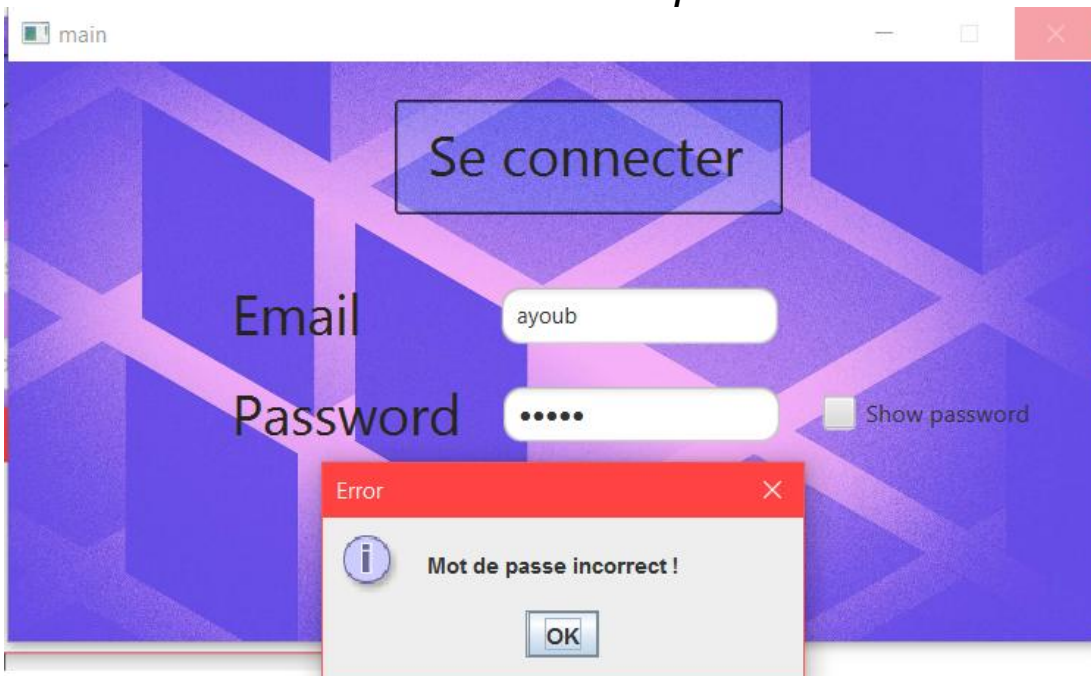 main
Se connecter
Email
ayoub
Password
•••••
Show password
Error
Mot de passe incorrect !
OK